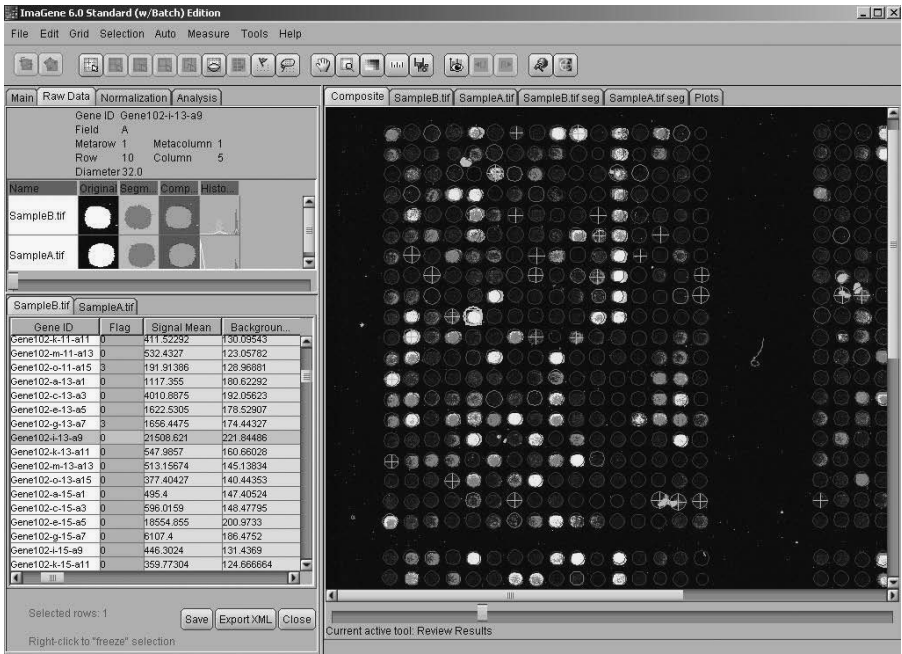 ImaGene 6.0 Standard (w/Batch) Edition
File Edit Grid Selection Auto Measure Tools Help
Main Raw Data Normalization Analysis
Composite SampleB.tif SampleA.tif SampleB.tif seg SampleA.tif seg Plots
Gene ID Gene102-i-13-a9
Field A
Metarow 1 Metacolumn 1
Row 10 Column 5
Diameter 32.0
Name Original Segm... Comp... Histo...
SampleB.tif
SampleA.tif
SampleB.tif SampleA.tif
Gene ID Flag Signal Mean Backgroun...
Gene102-k-11-a11 0 411.52292 130.09543
Gene102-m-11-a13 0 532.4327 123.05782
Gene102-o-11-a15 3 191.91386 128.96881
Gene102-a-13-a1 0 1117.355 180.62292
Gene102-c-13-a3 0 4010.8875 192.05623
Gene102-e-13-a5 0 1622.5305 178.52907
Gene102-g-13-a7 3 1656.4475 174.44327
Gene102-i-13-a9 0 21508.621 221.84486
Gene102-k-13-a11 0 547.9857 160.66028
Gene102-m-13-a13 0 513.15674 145.13834
Gene102-o-13-a15 0 377.40427 140.44353
Gene102-a-15-a1 0 495.4 147.40524
Gene102-c-15-a3 0 596.0159 148.47795
Gene102-e-15-a5 0 18554.855 200.9733
Gene102-g-15-a7 0 6107.4 186.4752
Gene102-i-15-a9 0 446.3024 131.4369
Gene102-k-15-a11 0 359.77304 124.666664
Selected rows: 1
Save Export XML Close
Right-click to "freeze" selection
Current active tool: Review Results